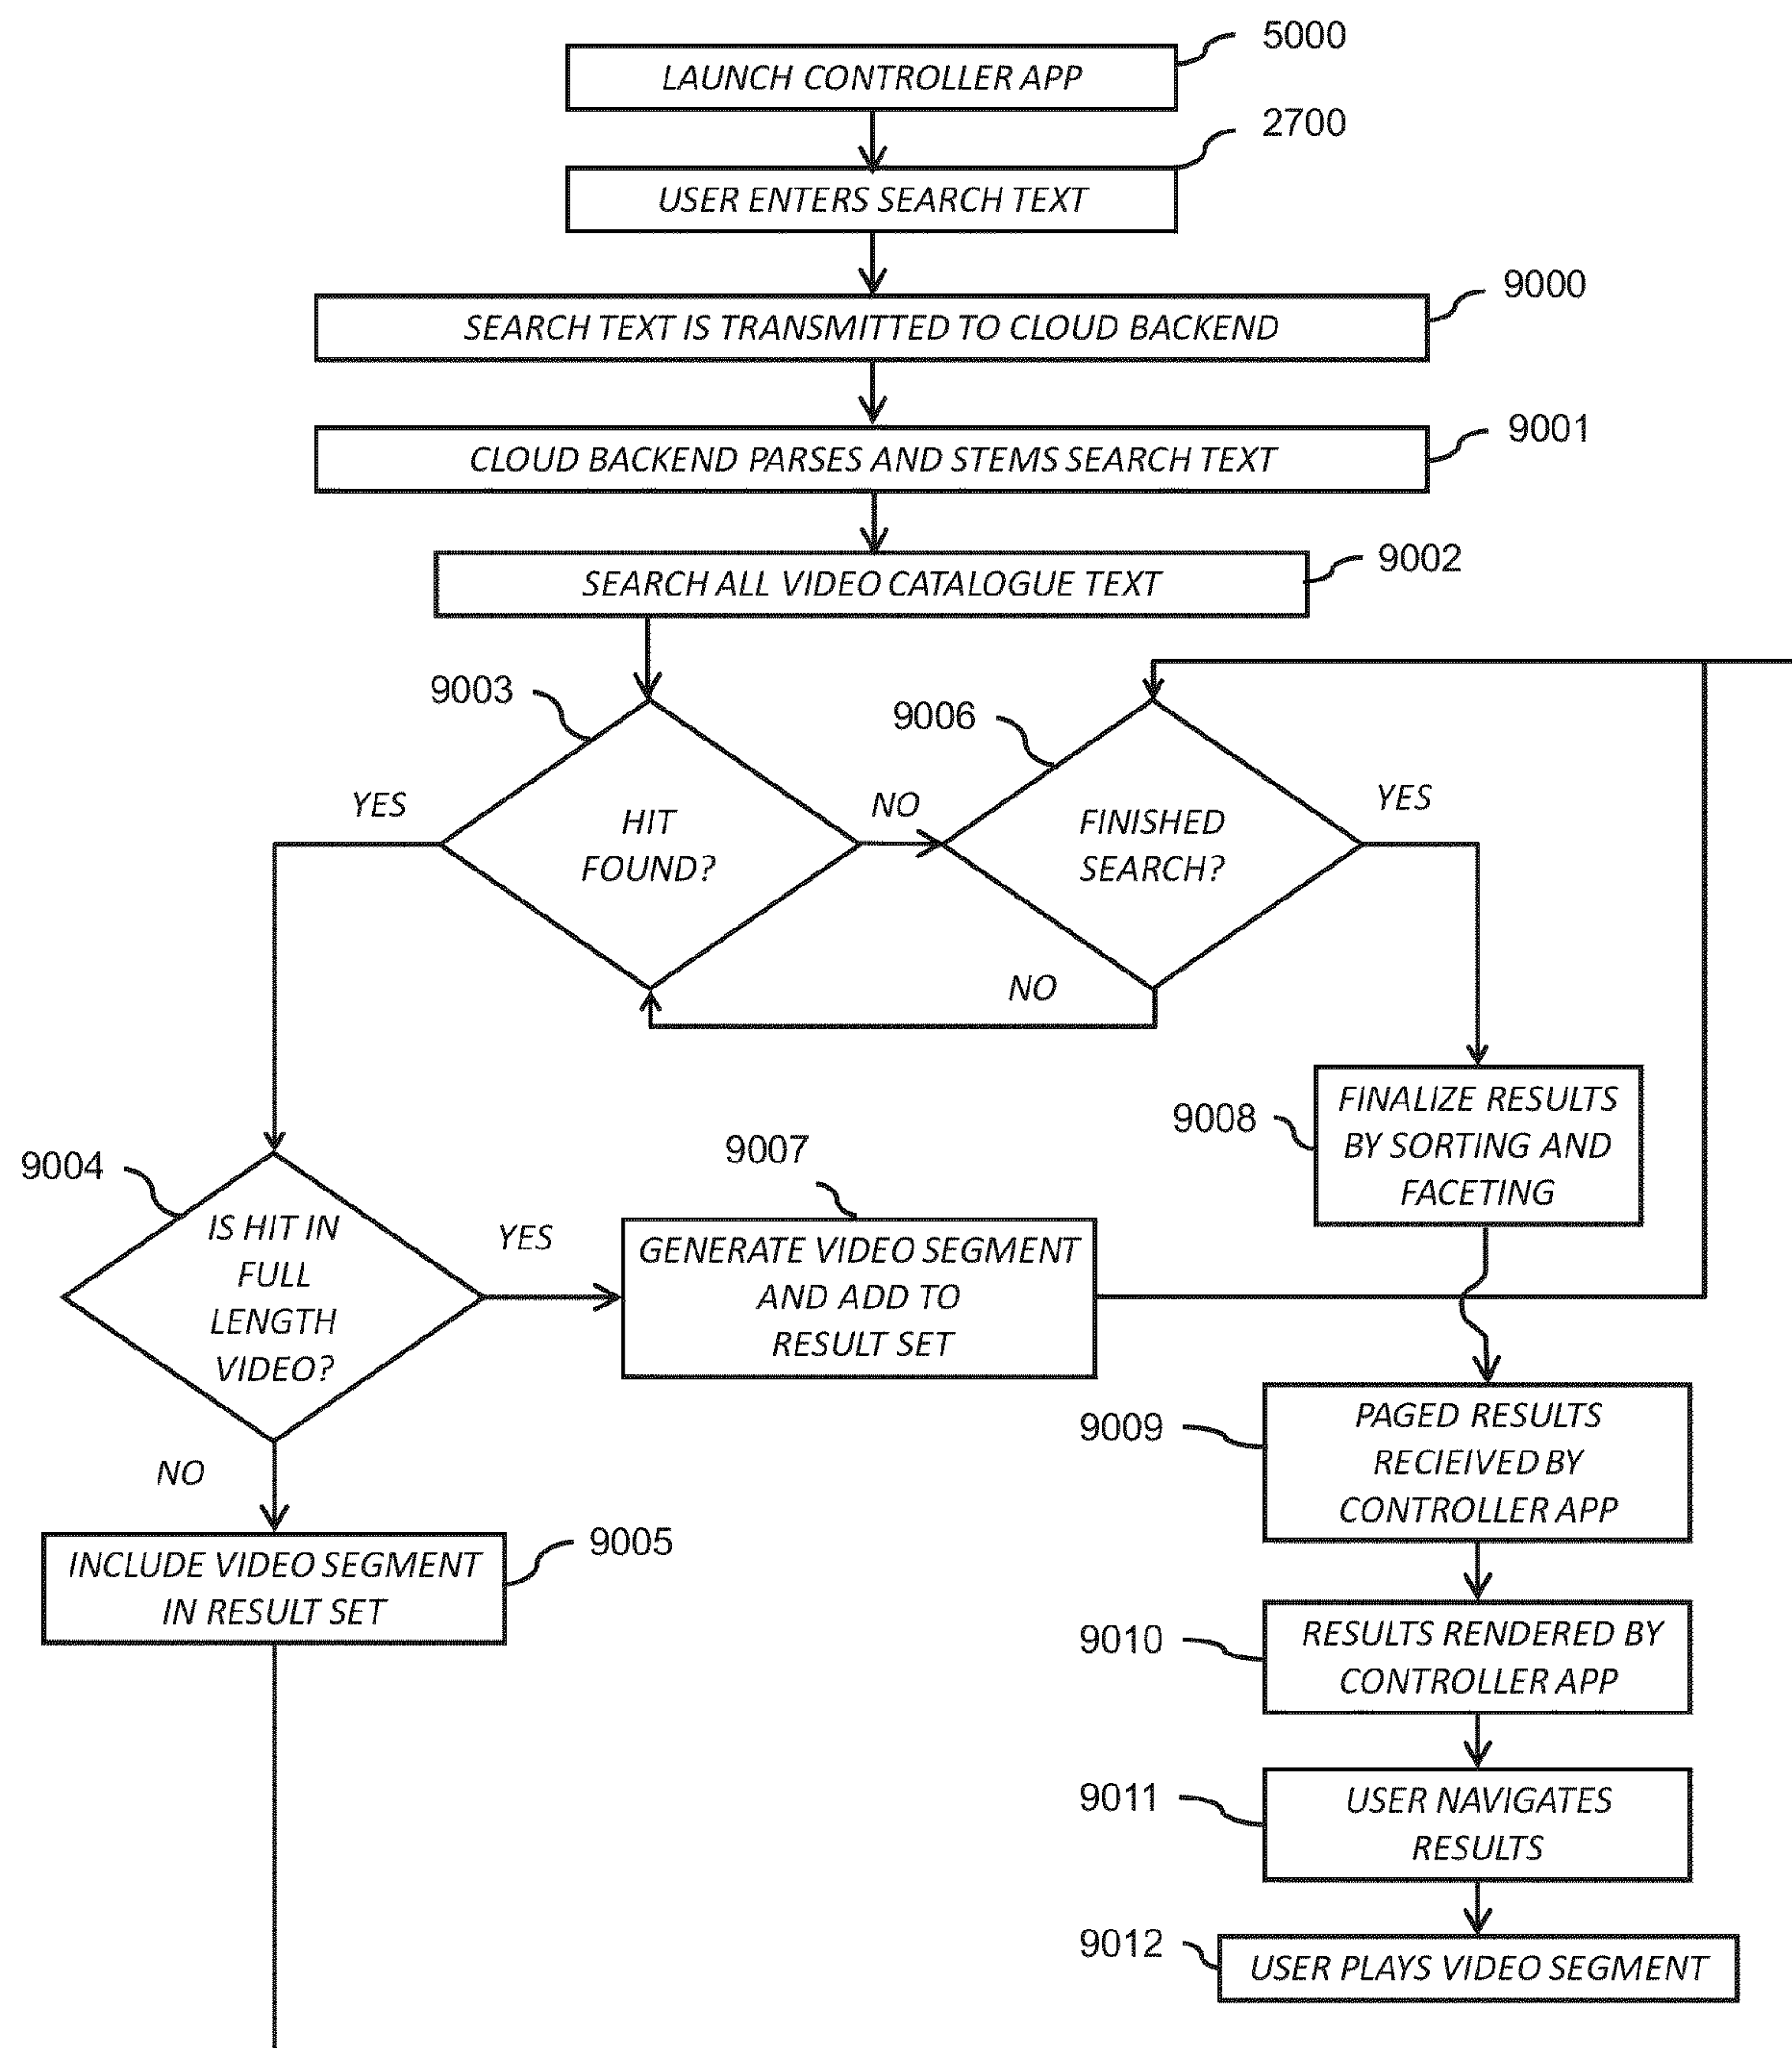 5000
LAUNCH CONTROLLER APP
2700
USER ENTERS SEARCH TEXT
9000
SEARCH TEXT IS TRANSMITTED TO CLOUD BACKEND
9001
CLOUD BACKEND PARSES AND STEMS SEARCH TEXT
9002
SEARCH ALL VIDEO CATALOGUE TEXT
9003
9006
YES
HIT
FOUND?
NO
FINISHED
SEARCH?
YES
NO
9008
FINALIZE RESULTS
BY SORTING AND
FACETING
9004
IS HIT IN
FULL
LENGTH
VIDEO?
YES
9007
GENERATE VIDEO SEGMENT
AND ADD TO
RESULT SET
NO
9009
PAGED RESULTS
RECIEIVED BY
CONTROLLER APP
9005
INCLUDE VIDEO SEGMENT
IN RESULT SET
9010
RESULTS RENDERED BY
CONTROLLER APP
9011
USER NAVIGATES
RESULTS
9012
USER PLAYS VIDEO SEGMENT